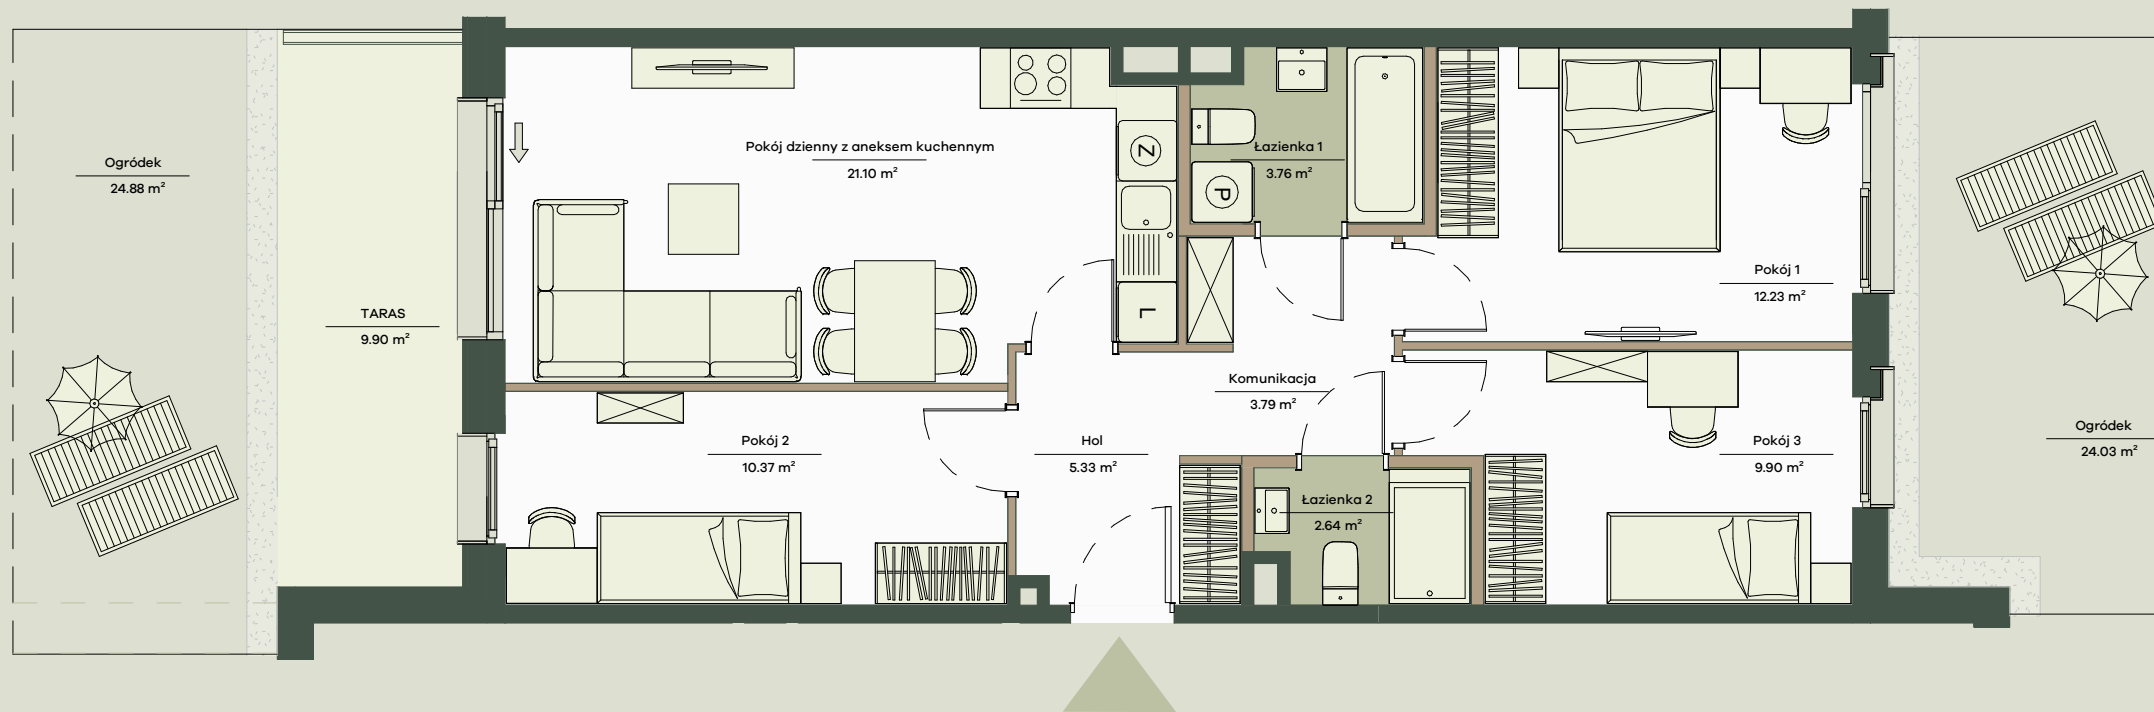 Ogródek
24.88 m²
TARAS
9.90 m²
Pokój dzienny z aneksem kuchennym
21.10 m²
Z
L
Łazienka 1
3.76 m²
P
Pokój 1
12.23 m²
Komunikacja
3.79 m²
Pokój 2
10.37 m²
Hol
5.33 m²
Łazienka 2
2.64 m²
Pokój 3
9.90 m²
Ogródek
24.03 m²